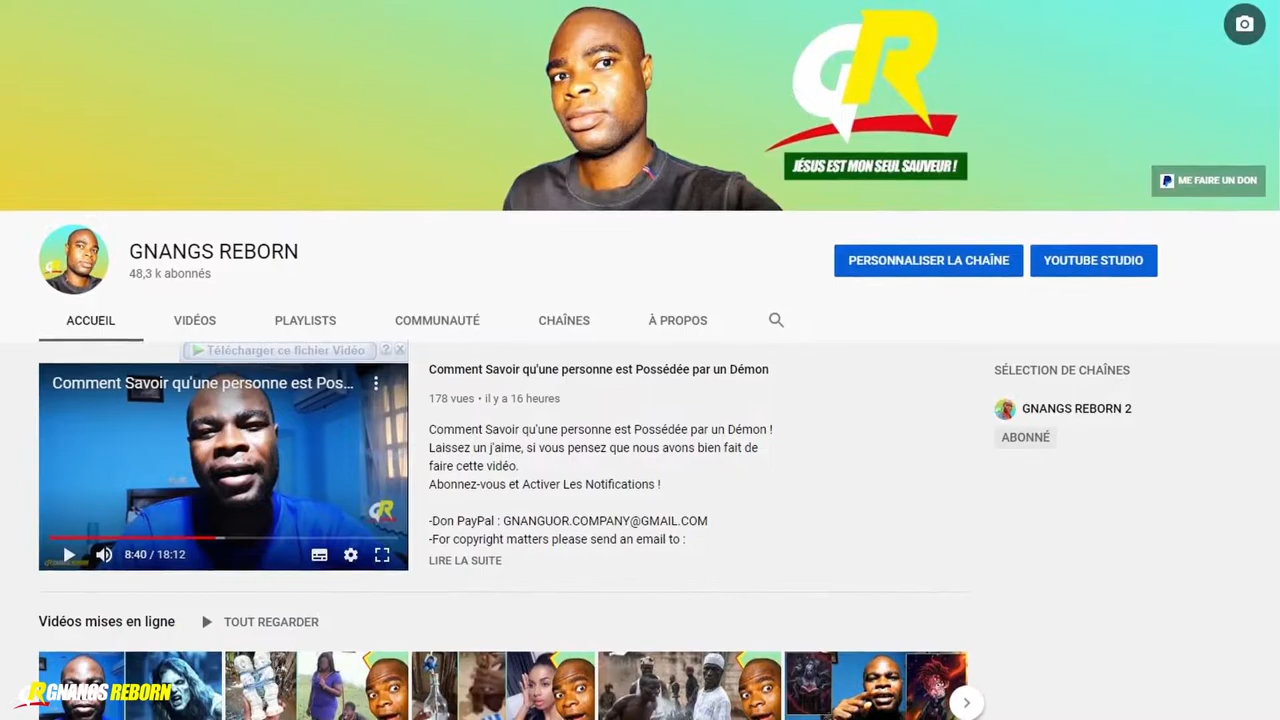 GR
JÉSUS EST MON SEUL SAUVEUR !
ME FAIRE UN DON
GNANGS REBORN
48,3 k abonnés
PERSONNALISER LA CHAÎNE
YOUTUBE STUDIO
ACCUEIL
VIDÉOS
PLAYLISTS
COMMUNAUTÉ
CHAÎNES
À PROPOS
Télécharger ce fichier Vidéo
? X
Comment Savoir qu'une personne est Pos...
8:40 / 18:12
Comment Savoir qu'une personne est Possédée par un Démon
178 vues • il y a 16 heures
Comment Savoir qu'une personne est Possédée par un Démon !
Laissez un j'aime, si vous pensez que nous avons bien fait de
faire cette vidéo.
Abonnez-vous et Activer Les Notifications !
-Don PayPal : GNANGUOR.COMPANY@GMAIL.COM
-For copyright matters please send an email to :
LIRE LA SUITE
SÉLECTION DE CHAÎNES
GNANGS REBORN 2
ABONNÉ
Vidéos mises en ligne
TOUT REGARDER
GR GNANGS REBORN